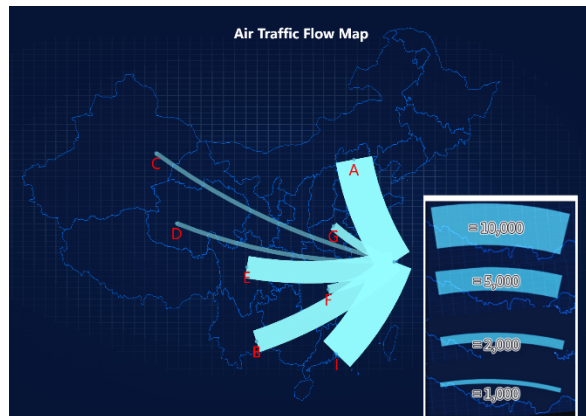 Air Traffic Flow Map
C
A
D
G
E
F
I
= 10,000
= 5,000
= 2,000
= 1,000